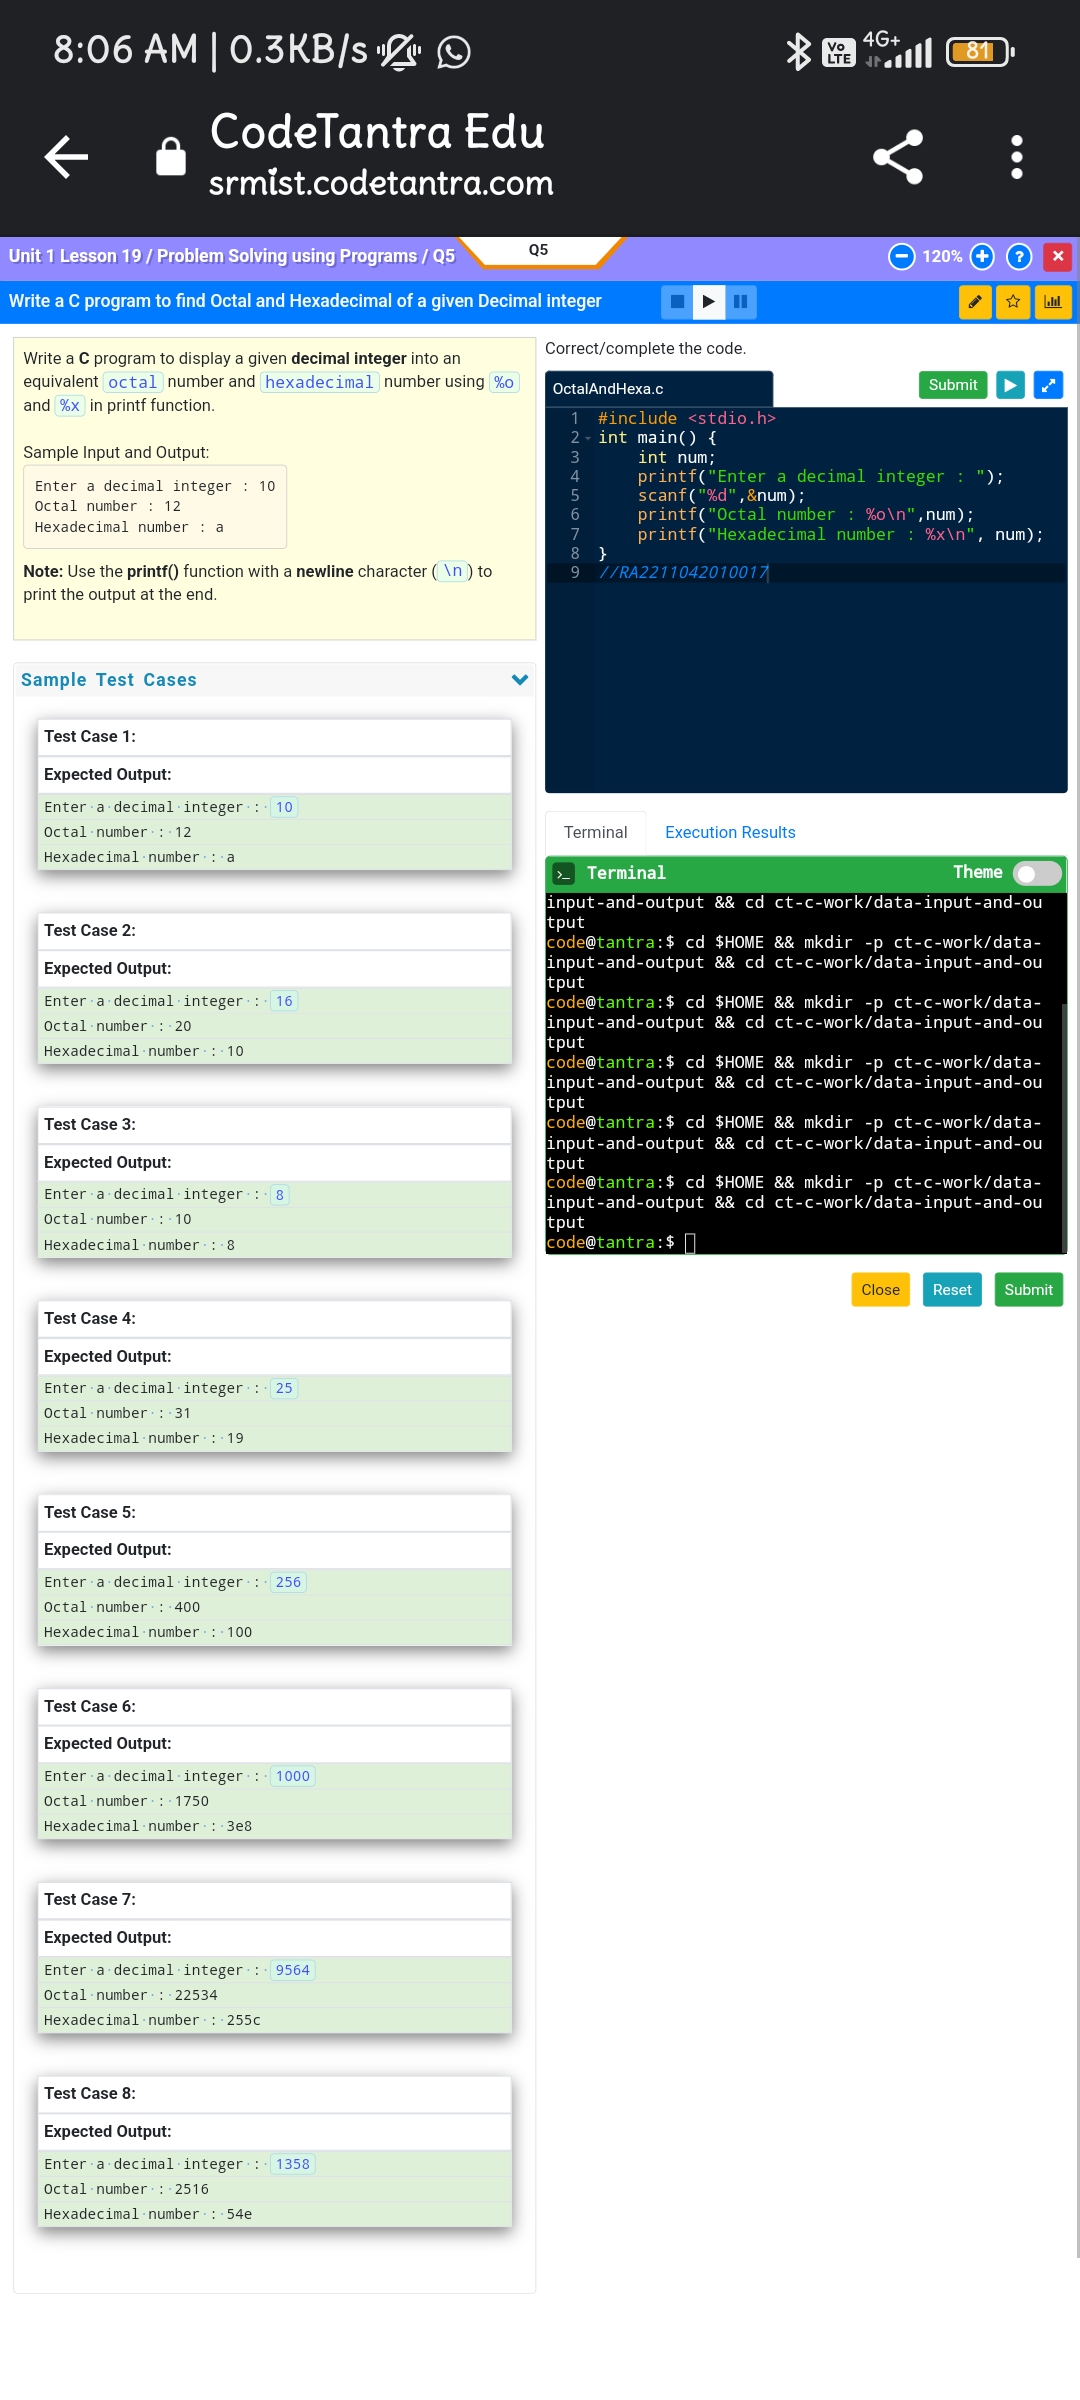 8:06 AM | 0.3KB/s
Vo LTE 4G+ 81
CodeTantra Edu
srmist.codetantra.com
Unit 1 Lesson 19 / Problem Solving using Programs / Q5
Q5
120%
Write a C program to find Octal and Hexadecimal of a given Decimal integer
Write a C program to display a given decimal integer into an
equivalent octal number and hexadecimal number using %o
and %x in printf function.
Sample Input and Output:
Enter a decimal integer : 10
Octal number : 12
Hexadecimal number : a
Note: Use the printf() function with a newline character (\n) to
print the output at the end.
Sample Test Cases
Test Case 1:
Expected Output:
Enter·a·decimal·integer·:·10
Octal·number·:·12
Hexadecimal·number·:·a
Test Case 2:
Expected Output:
Enter·a·decimal·integer·:·16
Octal·number·:·20
Hexadecimal·number·:·10
Test Case 3:
Expected Output:
Enter·a·decimal·integer·:·8
Octal·number·:·10
Hexadecimal·number·:·8
Test Case 4:
Expected Output:
Enter·a·decimal·integer·:·25
Octal·number·:·31
Hexadecimal·number·:·19
Test Case 5:
Expected Output:
Enter·a·decimal·integer·:·256
Octal·number·:·400
Hexadecimal·number·:·100
Test Case 6:
Expected Output:
Enter·a·decimal·integer·:·1000
Octal·number·:·1750
Hexadecimal·number·:·3e8
Test Case 7:
Expected Output:
Enter·a·decimal·integer·:·9564
Octal·number·:·22534
Hexadecimal·number·:·255c
Test Case 8:
Expected Output:
Enter·a·decimal·integer·:·1358
Octal·number·:·2516
Hexadecimal·number·:·54e
Correct/complete the code.
OctalAndHexa.c
Submit
1 #include <stdio.h>
2 int main() {
3 int num;
4 printf("Enter a decimal integer : ");
5 scanf("%d",&num);
6 printf("Octal number : %o\n",num);
7 printf("Hexadecimal number : %x\n", num);
8 }
9 //RA2211042010017
Terminal Execution Results
Terminal Theme
input-and-output && cd ct-c-work/data-input-and-ou
tput
code@tantra:$ cd $HOME && mkdir -p ct-c-work/data-
input-and-output && cd ct-c-work/data-input-and-ou
tput
code@tantra:$ cd $HOME && mkdir -p ct-c-work/data-
input-and-output && cd ct-c-work/data-input-and-ou
tput
code@tantra:$ cd $HOME && mkdir -p ct-c-work/data-
input-and-output && cd ct-c-work/data-input-and-ou
tput
code@tantra:$ cd $HOME && mkdir -p ct-c-work/data-
input-and-output && cd ct-c-work/data-input-and-ou
tput
code@tantra:$ cd $HOME && mkdir -p ct-c-work/data-
input-and-output && cd ct-c-work/data-input-and-ou
tput
code@tantra:$
Close Reset Submit